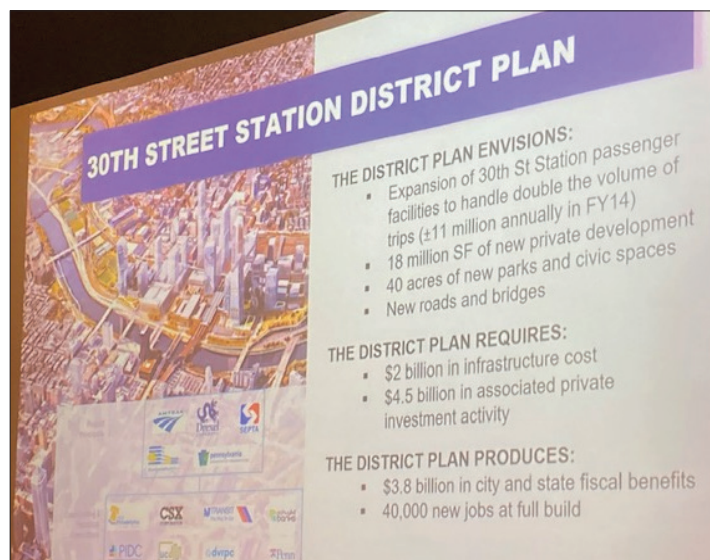 30TH STREET STATION DISTRICT PLAN
THE DISTRICT PLAN ENVISIONS:
▪ Expansion of 30th St Station passenger
facilities to handle double the volume of
trips (±11 million annually in FY14)
▪ 18 million SF of new private development
▪ 40 acres of new parks and civic spaces
▪ New roads and bridges
THE DISTRICT PLAN REQUIRES:
▪ $2 billion in infrastructure cost
▪ $4.5 billion in associated private
investment activity
THE DISTRICT PLAN PRODUCES:
▪ $3.8 billion in city and state fiscal benefits
▪ 40,000 new jobs at full build
AMTRAK
Drexel
SEPTA
pennsylvania
CSX
TRANSIT
PIDC
dvrpc
Penn